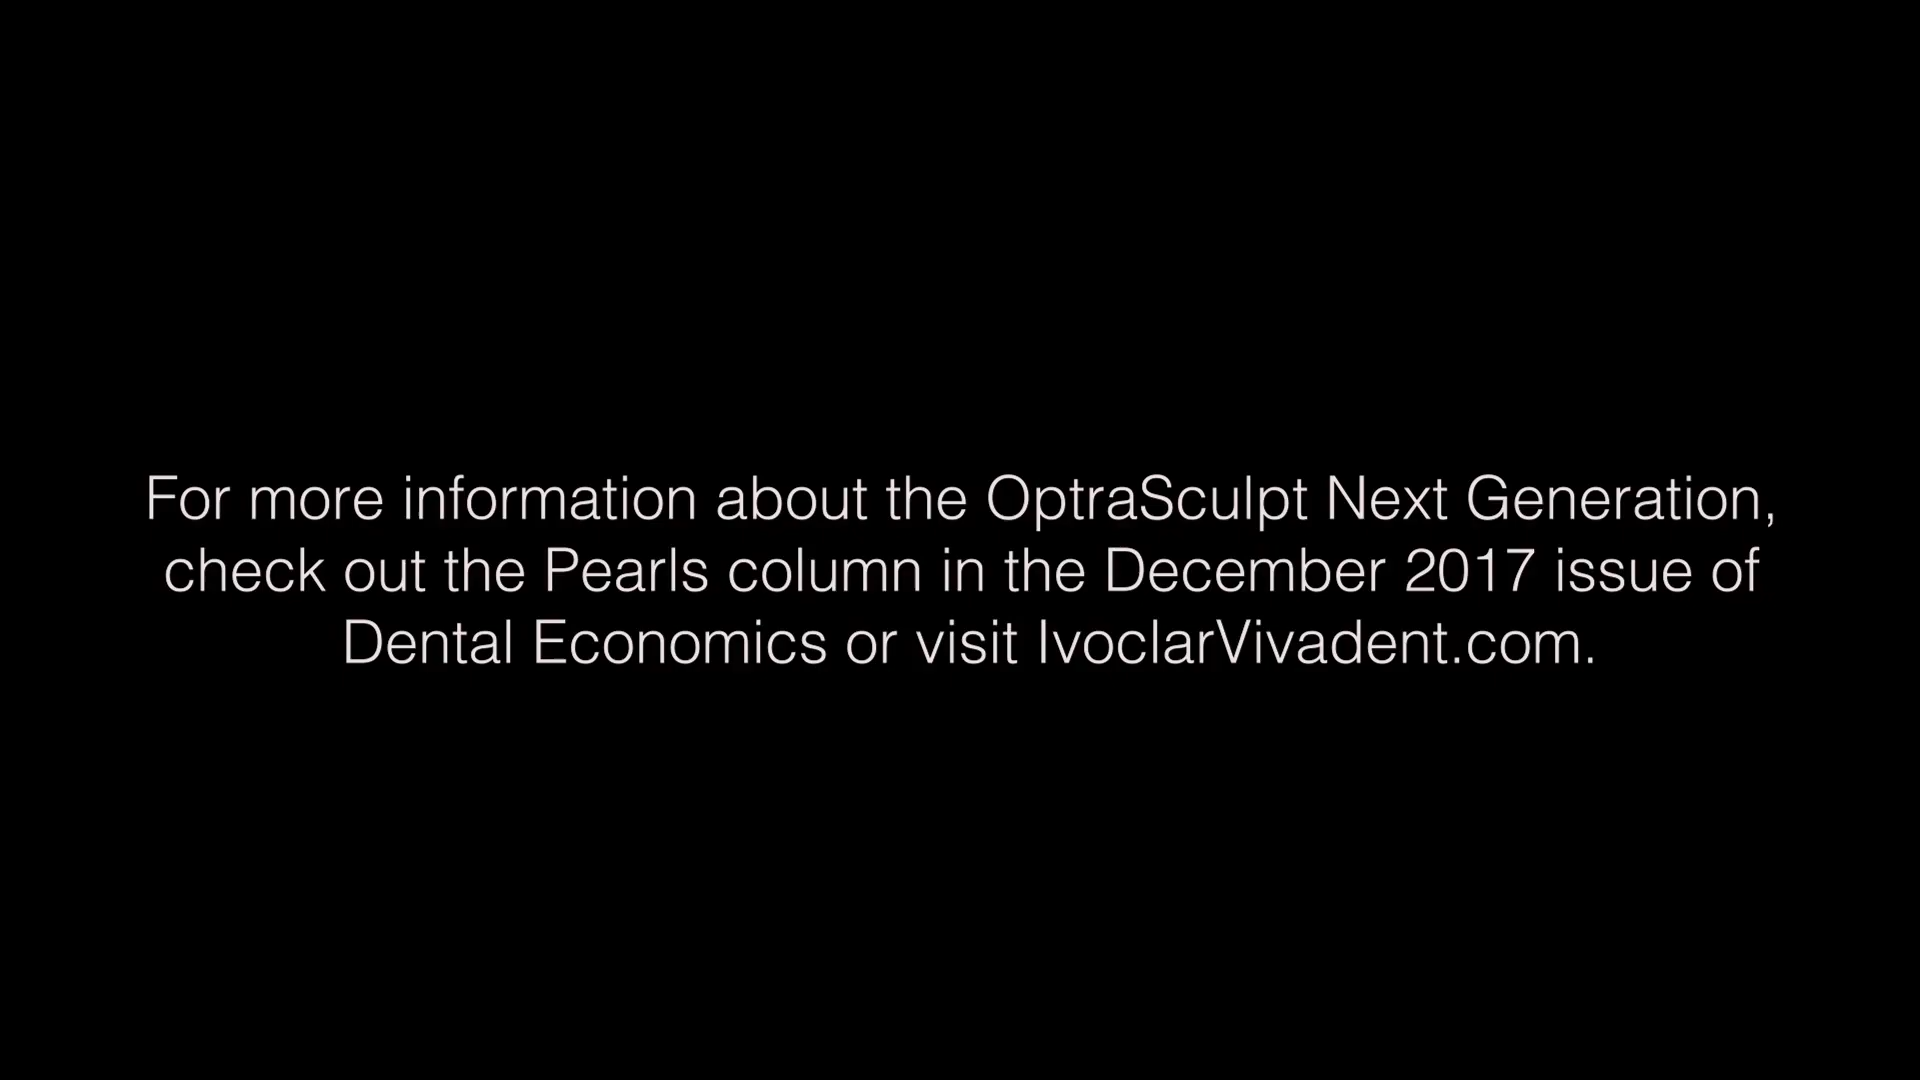 For more information about the OptraSculpt Next Generation,
check out the Pearls column in the December 2017 issue of
Dental Economics or visit IvoclarVivadent.com.